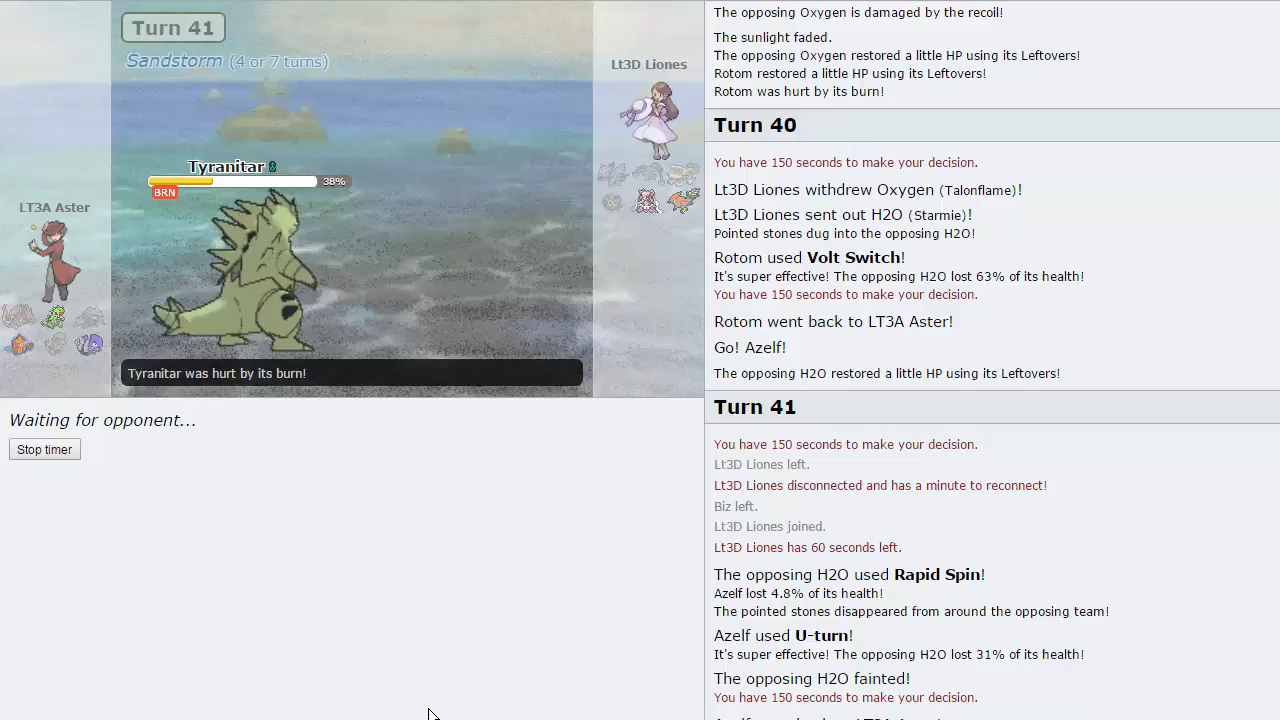 Turn 41
Sandstorm (4 or 7 turns)
Lt3D Liones
Tyranitar
38%
BRN
LT3A Aster
Tyranitar was hurt by its burn!
Waiting for opponent...
Stop timer
The opposing Oxygen is damaged by the recoil!
The sunlight faded.
The opposing Oxygen restored a little HP using its Leftovers!
Rotom restored a little HP using its Leftovers!
Rotom was hurt by its burn!
Turn 40
You have 150 seconds to make your decision.
Lt3D Liones withdrew Oxygen (Talonflame)!
Lt3D Liones sent out H2O (Starmie)!
Pointed stones dug into the opposing H2O!
Rotom used Volt Switch!
It's super effective! The opposing H2O lost 63% of its health!
You have 150 seconds to make your decision.
Rotom went back to LT3A Aster!
Go! Azelf!
The opposing H2O restored a little HP using its Leftovers!
Turn 41
You have 150 seconds to make your decision.
Lt3D Liones left.
Lt3D Liones disconnected and has a minute to reconnect!
Biz left.
Lt3D Liones joined.
Lt3D Liones has 60 seconds left.
The opposing H2O used Rapid Spin!
Azelf lost 4.8% of its health!
The pointed stones disappeared from around the opposing team!
Azelf used U-turn!
It's super effective! The opposing H2O lost 31% of its health!
The opposing H2O fainted!
You have 150 seconds to make your decision.